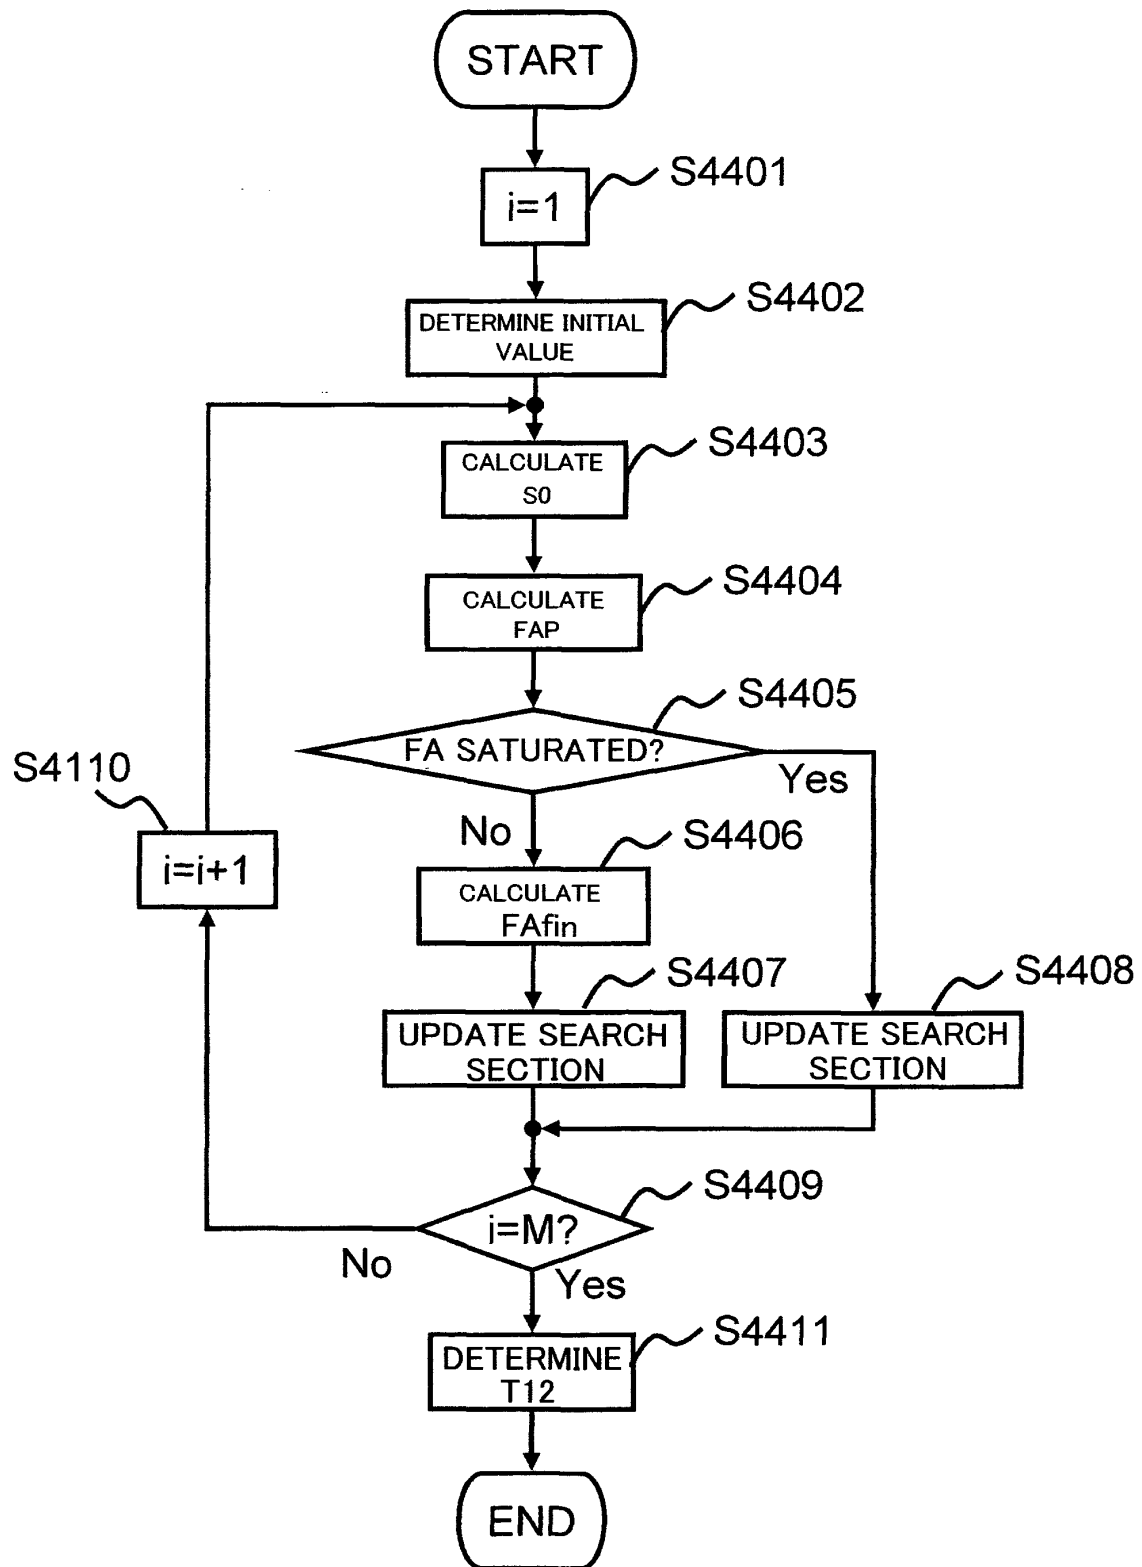 START
S4401
i=1
S4402
DETERMINE INITIAL
VALUE
S4403
CALCULATE
S0
S4404
CALCULATE
FAP
S4405
FA SATURATED?
Yes
No
S4110
i=i+1
S4406
CALCULATE
FAfin
S4407
UPDATE SEARCH
SECTION
S4408
UPDATE SEARCH
SECTION
S4409
i=M?
No
Yes
S4411
DETERMINE
T12
END